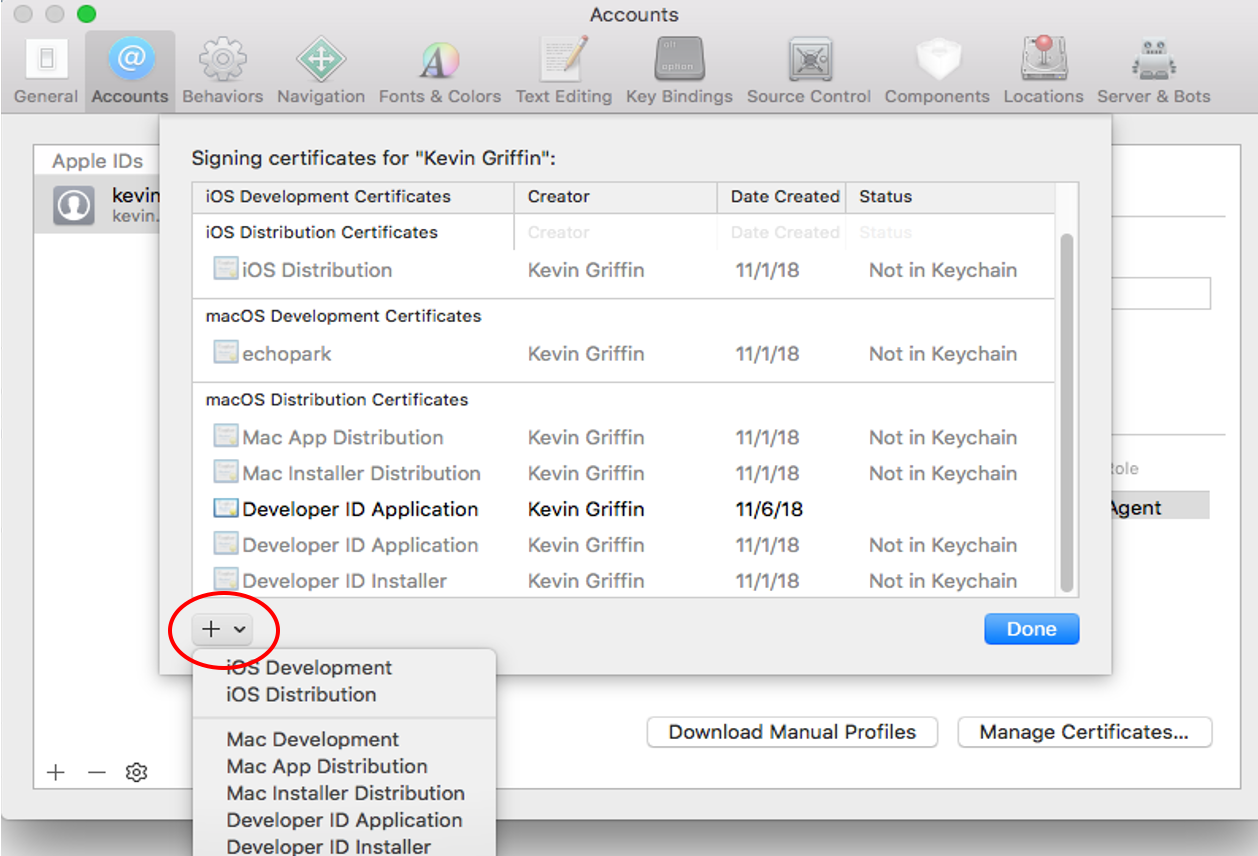 Accounts
General Accounts Behaviors Navigation Fonts & Colors Text Editing Key Bindings Source Control Components Locations Server & Bots
alt
option
Apple IDs
kevin
kevin.
Signing certificates for "Kevin Griffin":
iOS Development Certificates Creator Date Created Status
iOS Distribution Certificates Creator Date Created Status
iOS Distribution Kevin Griffin 11/1/18 Not in Keychain
macOS Development Certificates
echopark Kevin Griffin 11/1/18 Not in Keychain
macOS Distribution Certificates
Mac App Distribution Kevin Griffin 11/1/18 Not in Keychain
Mac Installer Distribution Kevin Griffin 11/1/18 Not in Keychain
Developer ID Application Kevin Griffin 11/6/18
Developer ID Application Kevin Griffin 11/1/18 Not in Keychain
Developer ID Installer Kevin Griffin 11/1/18 Not in Keychain
Role
Agent
Done
iOS Development
iOS Distribution
Mac Development
Mac App Distribution
Mac Installer Distribution
Developer ID Application
Developer ID Installer
Download Manual Profiles Manage Certificates...